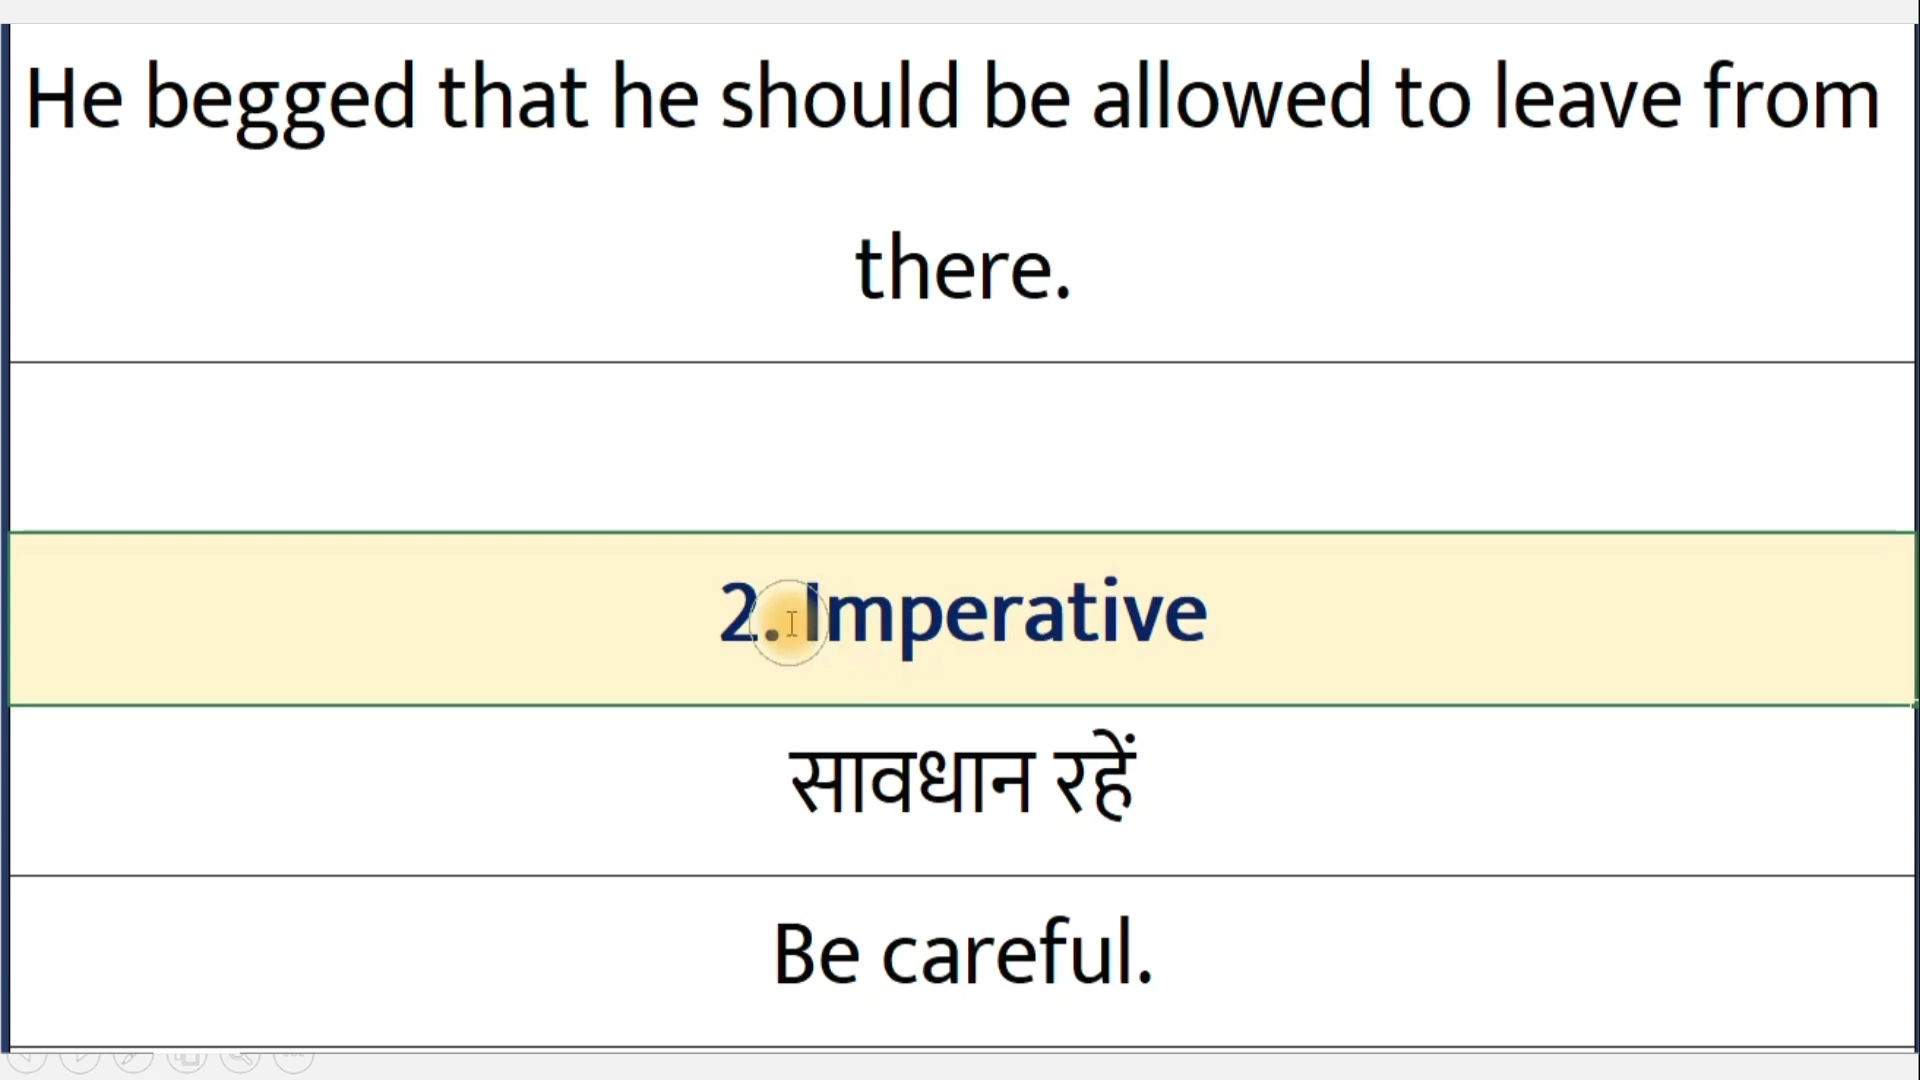 He begged that he should be allowed to leave from
there.
2. Imperative
सावधान रहें
Be careful.